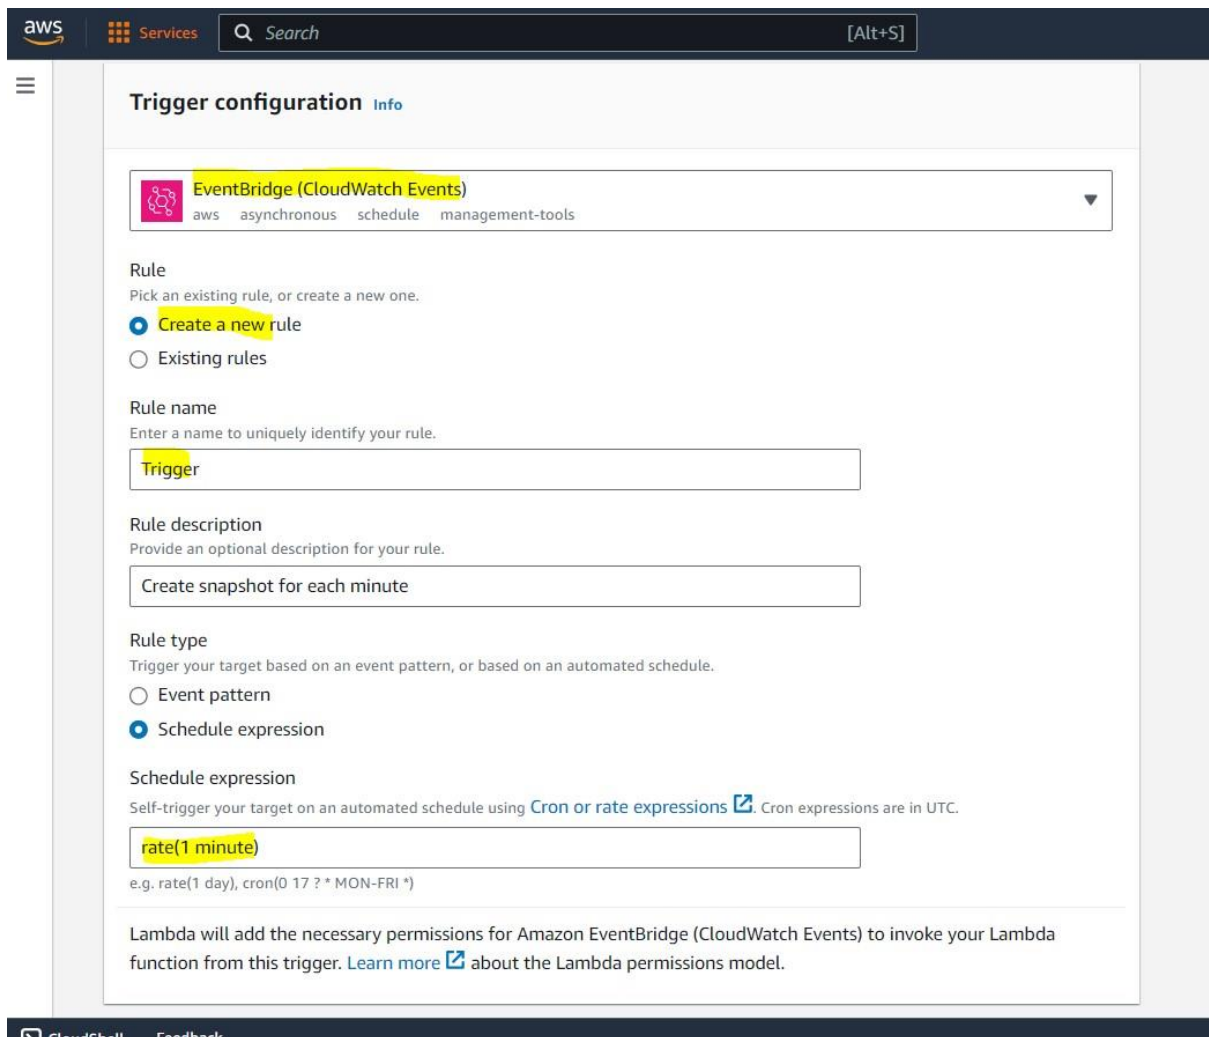 aws
Services
Search
[Alt+S]
Trigger configuration Info
EventBridge (CloudWatch Events)
aws asynchronous schedule management-tools
Rule
Pick an existing rule, or create a new one.
Create a new rule
Existing rules
Rule name
Enter a name to uniquely identify your rule.
Trigger
Rule description
Provide an optional description for your rule.
Create snapshot for each minute
Rule type
Trigger your target based on an event pattern, or based on an automated schedule.
Event pattern
Schedule expression
Schedule expression
Self-trigger your target on an automated schedule using Cron or rate expressions. Cron expressions are in UTC.
rate(1 minute)
e.g. rate(1 day), cron(0 17 ? * MON-FRI *)
Lambda will add the necessary permissions for Amazon EventBridge (CloudWatch Events) to invoke your Lambda
function from this trigger. Learn more about the Lambda permissions model.
CloudShell Feedback